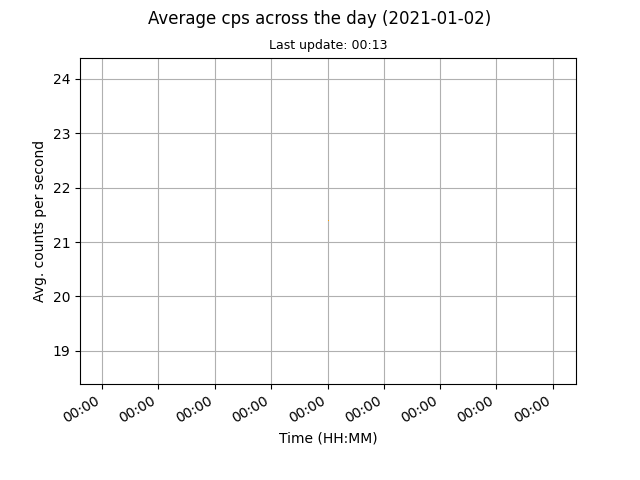 Average cps across the day (2021-01-02)
Last update: 00:13
24
23
22
21
20
19
Avg. counts per second
00:00 00:00 00:00 00:00 00:00 00:00 00:00 00:00 00:00
Time (HH:MM)